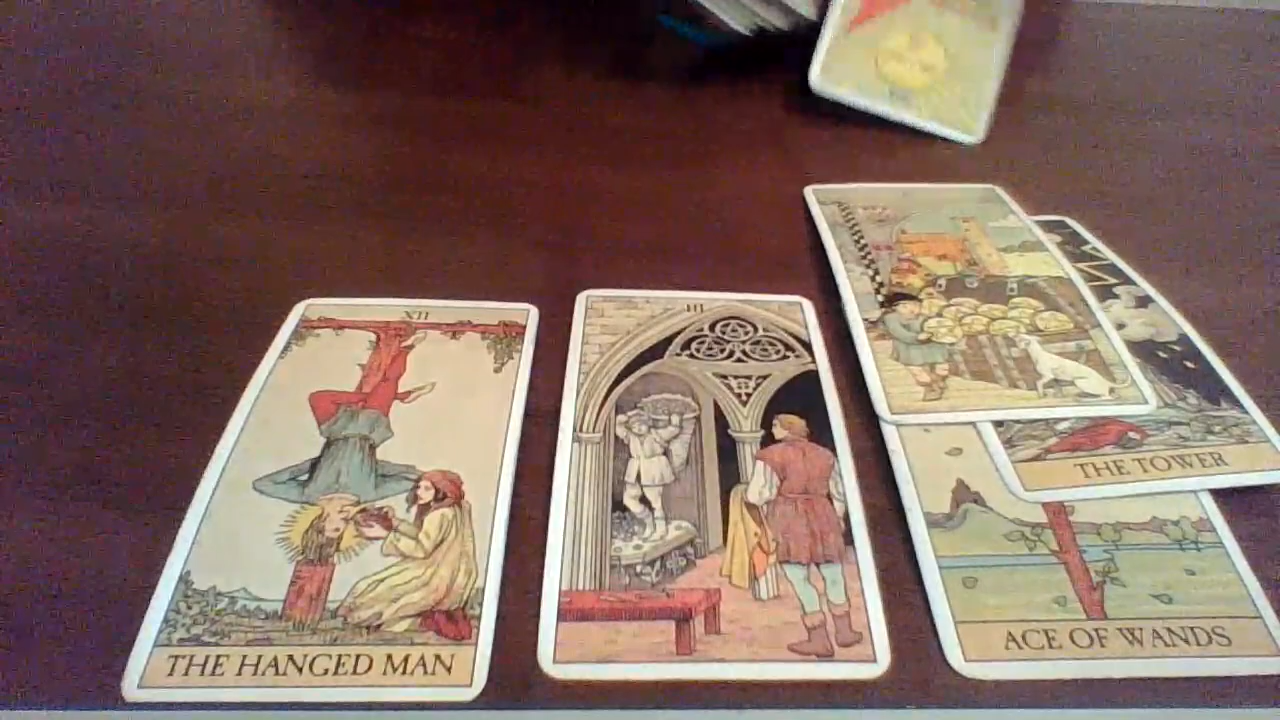 XII
THE HANGED MAN
III
THE TOWER
ACE OF WANDS